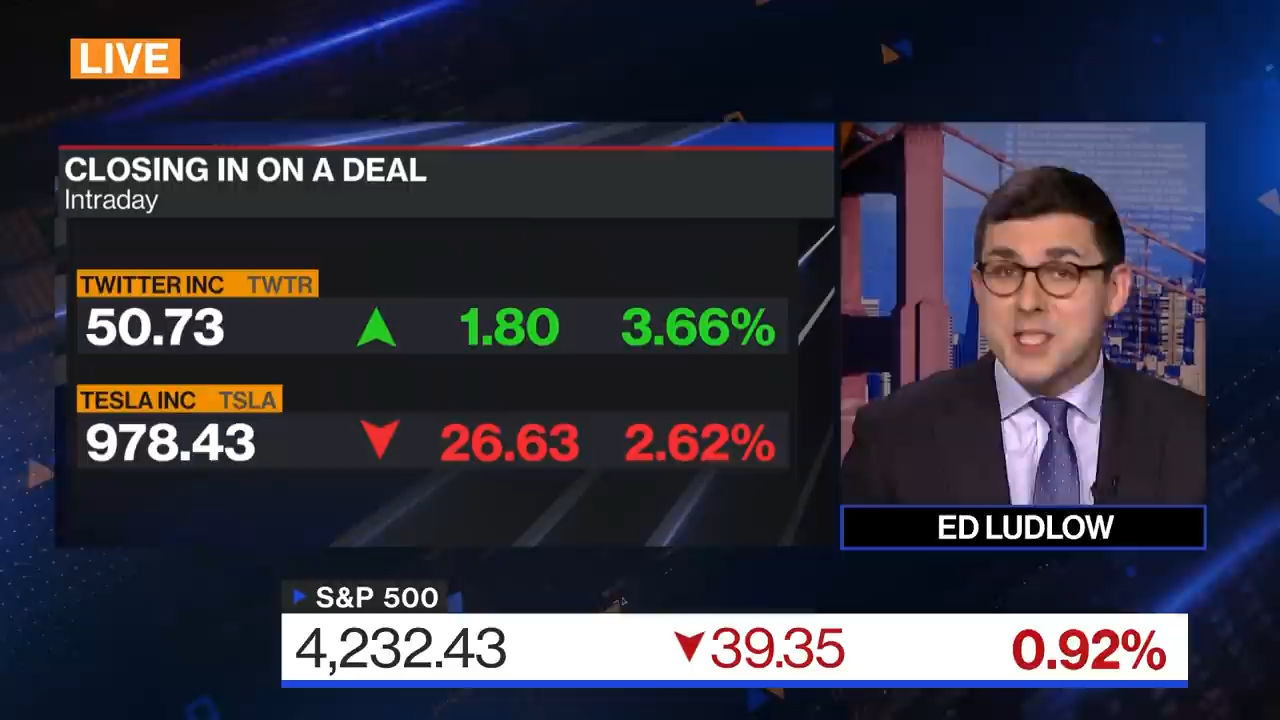 LIVE
CLOSING IN ON A DEAL
Intraday
TWITTER INC TWTR
50.73 ▲ 1.80 3.66%
TESLA INC TSLA
978.43 ▼ 26.63 2.62%
ED LUDLOW
S&P 500
4,232.43 ▼39.35 0.92%